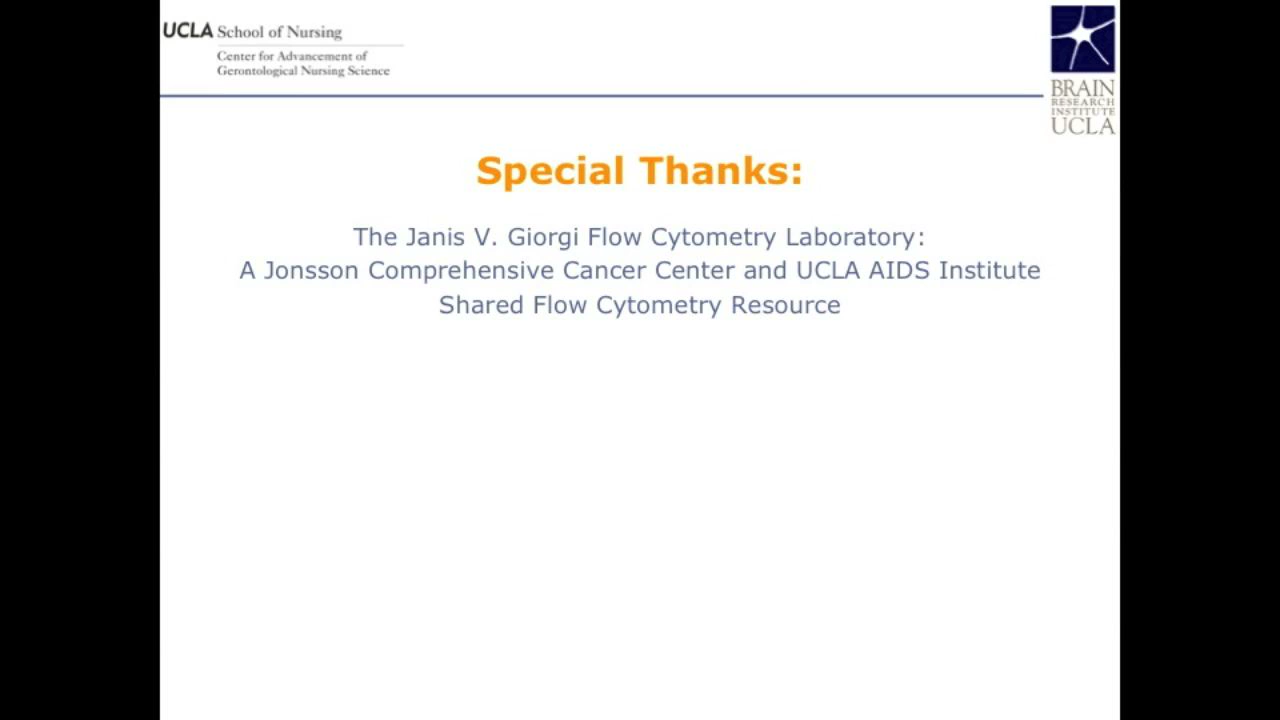 UCLA School of Nursing
Center for Advancement of
Gerontological Nursing Science
BRAIN
RESEARCH
INSTITUTE
UCLA
Special Thanks:
The Janis V. Giorgi Flow Cytometry Laboratory:
A Jonsson Comprehensive Cancer Center and UCLA AIDS Institute
Shared Flow Cytometry Resource